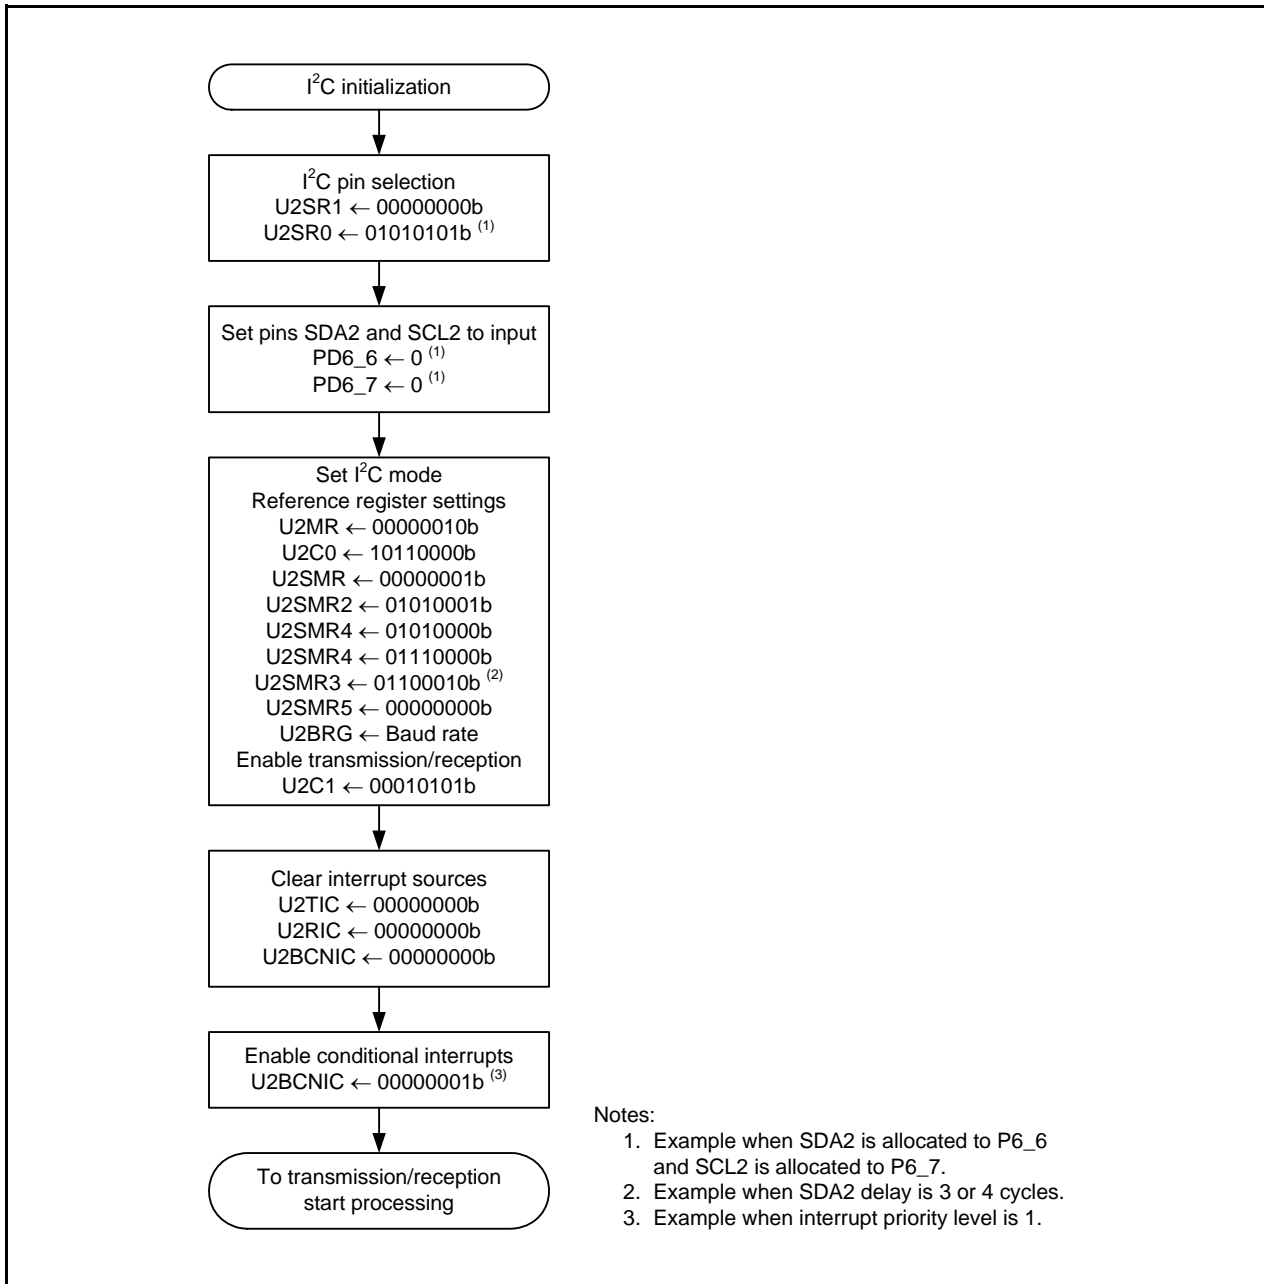 I²C initialization
I²C pin selection
U2SR1 ← 00000000b
U2SR0 ← 01010101b (1)
Set pins SDA2 and SCL2 to input
PD6_6 ← 0 (1)
PD6_7 ← 0 (1)
Set I²C mode
Reference register settings
U2MR ← 00000010b
U2C0 ← 10110000b
U2SMR ← 00000001b
U2SMR2 ← 01010001b
U2SMR4 ← 01010000b
U2SMR4 ← 01110000b
U2SMR3 ← 01100010b (2)
U2SMR5 ← 00000000b
U2BRG ← Baud rate
Enable transmission/reception
U2C1 ← 00010101b
Clear interrupt sources
U2TIC ← 00000000b
U2RIC ← 00000000b
U2BCNIC ← 00000000b
Enable conditional interrupts
U2BCNIC ← 00000001b (3)
To transmission/reception
start processing
Notes:
1. Example when SDA2 is allocated to P6_6
and SCL2 is allocated to P6_7.
2. Example when SDA2 delay is 3 or 4 cycles.
3. Example when interrupt priority level is 1.